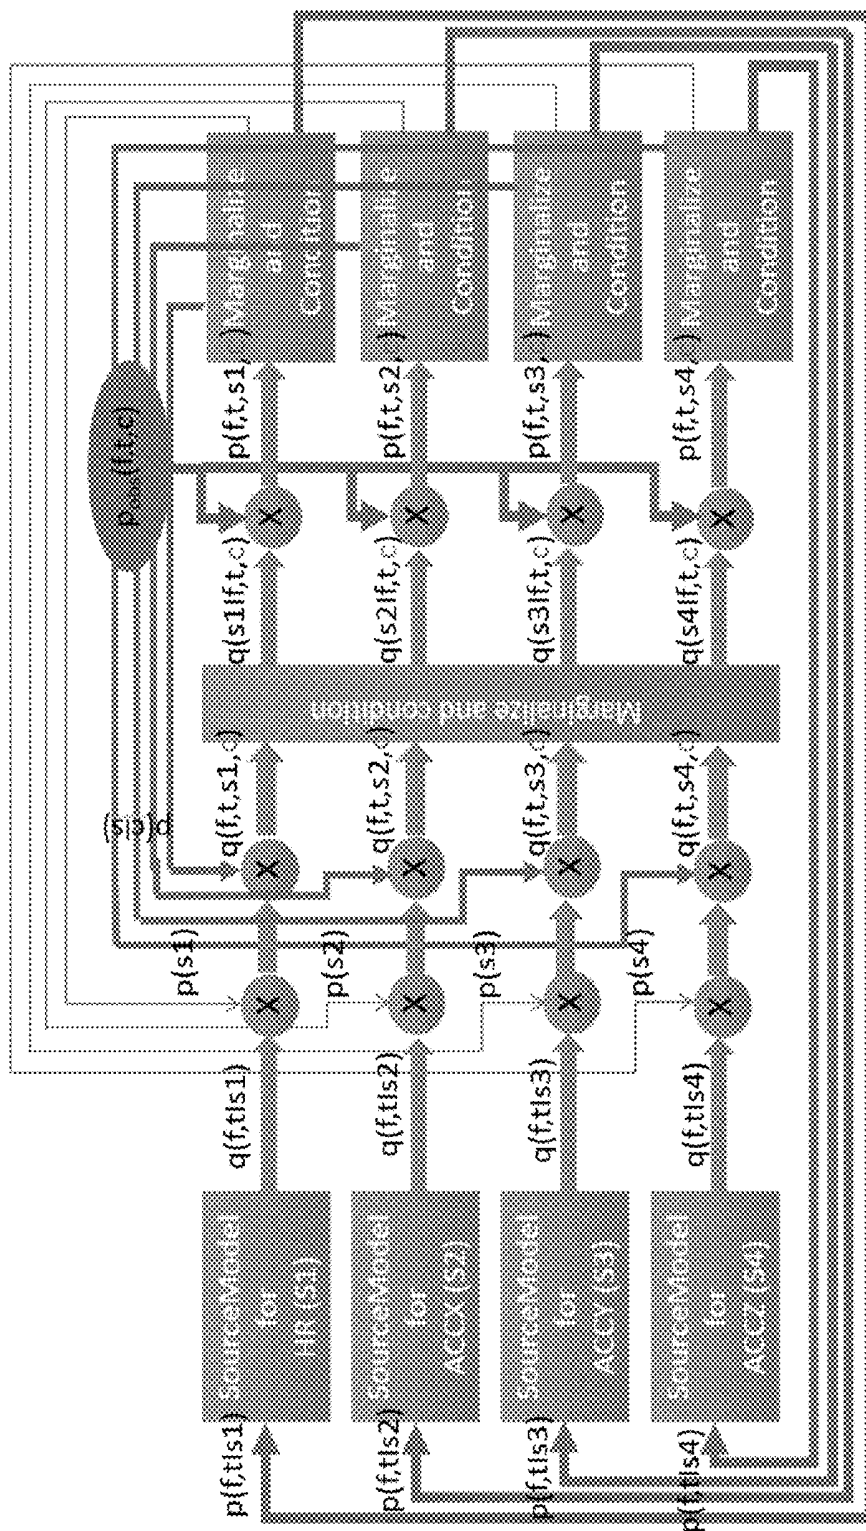 p(f,t|s1)
SourceModel
for
HR (S1)
q(f,t|s1)
p(s1)
p(c|s)
q(f,t,s1,c)
Marginalize and condition
q(s1|f,t,c)
(f,t,c)
p(f,t,s1,
Marginalize
and
Condition
p(f,t|s2)
SourceModel
for
ACCX (S2)
q(f,t|s2)
p(s2)
q(f,t,s2,c)
q(s2|f,t,c)
p(f,t,s2,
Marginalize
and
Condition
p(f,t|s3)
SourceModel
for
ACCY (S3)
q(f,t|s3)
p(s3)
q(f,t,s3,
q(s3|f,t,c)
p(f,t,s3,
Marginalize
and
Condition
p(f,t|s4)
SourceModel
for
ACCZ (S4)
q(f,t|s4)
p(s4)
q(f,t,s4,c)
q(s4|f,t,c)
p(f,t,s4,
Marginalize
and
Condition
X
X
X
X
X
X
X
X
X
X
X
X